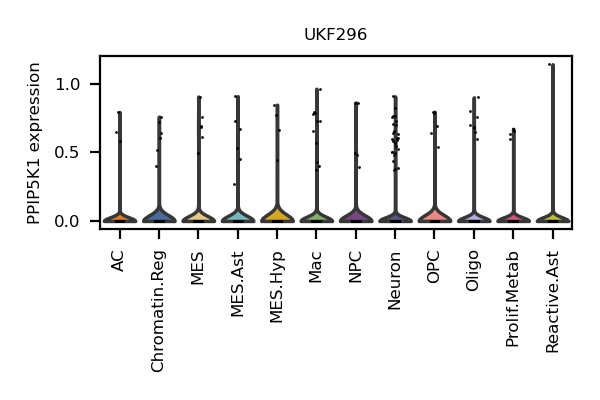 UKF296
PPIP5K1 expression
1.0
0.5
0.0
AC
Chromatin.Reg
MES
MES.Ast
MES.Hyp
Mac
NPC
Neuron
OPC
Oligo
Prolif.Metab
Reactive.Ast